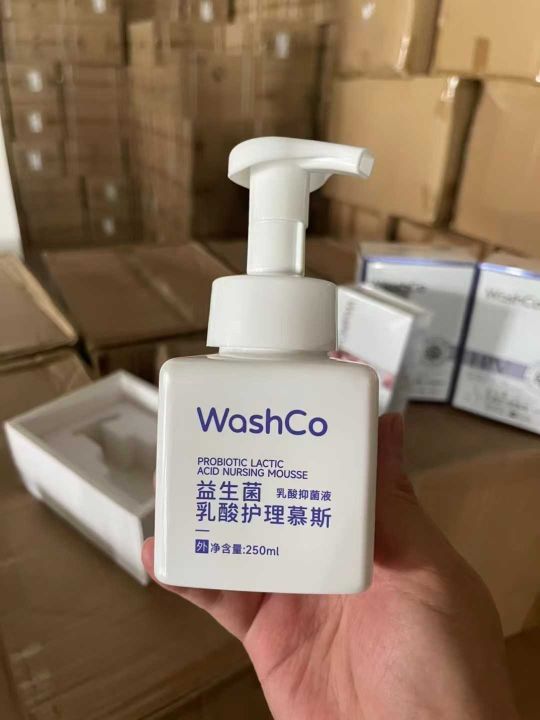 WashCo
PROBIOTIC LACTIC
ACID NURSING MOUSSE
益生菌 乳酸抑菌液
乳酸护理慕斯
外 净含量:250ml
WashCo
WashCo